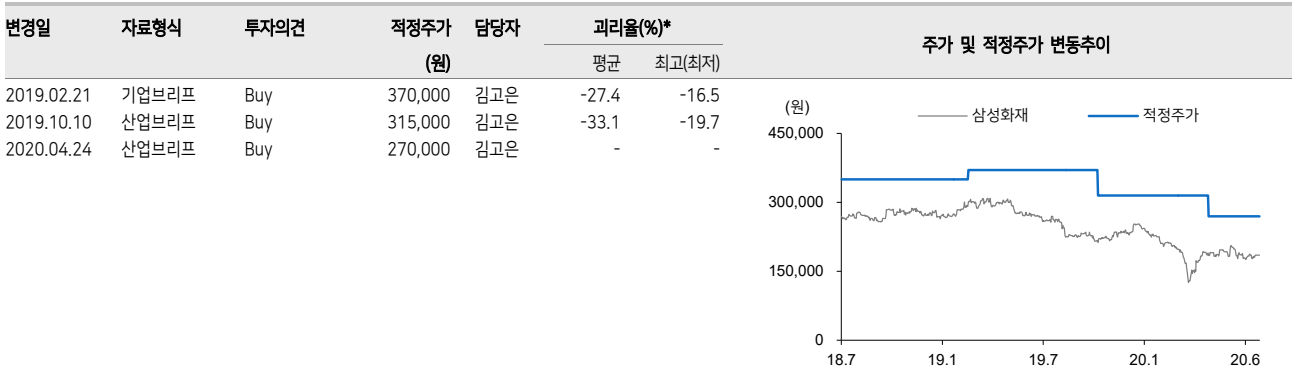 변경일 자료형식 투자의견 적정주가 담당자 괴리율(%)*
(원) 평균 최고(최저)
2019.02.21 기업브리프 Buy 370,000 김고은 -27.4 -16.5
2019.10.10 산업브리프 Buy 315,000 김고은 -33.1 -19.7
2020.04.24 산업브리프 Buy 270,000 김고은 - -
주가 및 적정주가 변동추이
(원)
삼성화재 적정주가
450,000
300,000
150,000
0
18.7 19.1 19.7 20.1 20.6